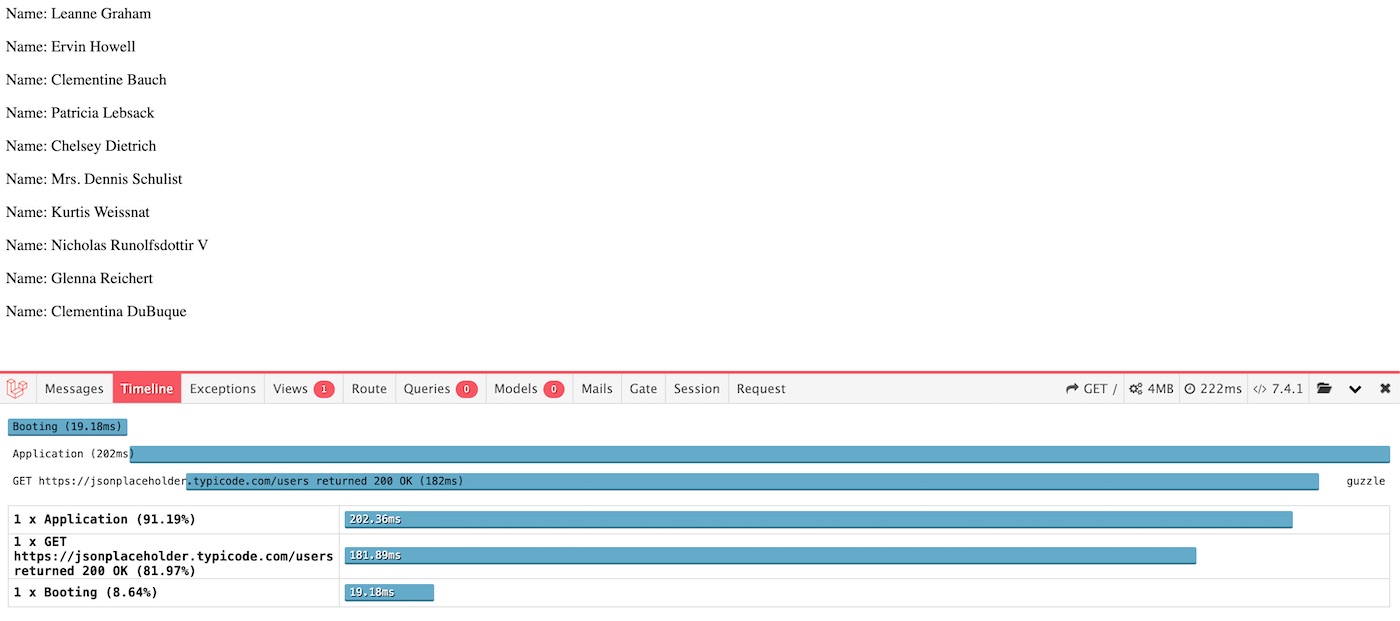 Name: Leanne Graham
Name: Ervin Howell
Name: Clementine Bauch
Name: Patricia Lebsack
Name: Chelsey Dietrich
Name: Mrs. Dennis Schulist
Name: Kurtis Weissnat
Name: Nicholas Runolfsdottir V
Name: Glenna Reichert
Name: Clementina DuBuque
Messages Timeline Exceptions Views 1 Route Queries 0 Models 0 Mails Gate Session Request GET / 4MB 222ms </> 7.4.1
Booting (19.18ms)
Application (202ms)
GET https://jsonplaceholder.typicode.com/users returned 200 OK (182ms) guzzle
1 x Application (91.19%) 202.36ms
1 x GET
https://jsonplaceholder.typicode.com/users 181.89ms
returned 200 OK (81.97%)
1 x Booting (8.64%) 19.18ms